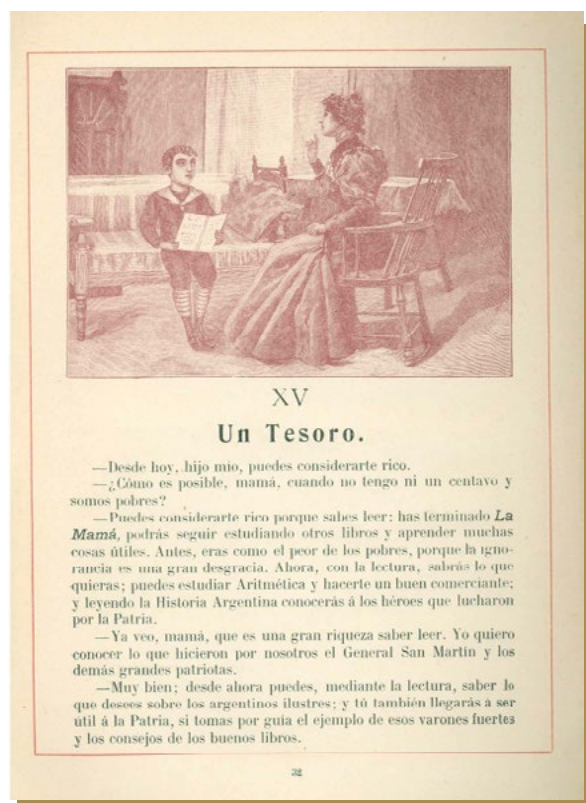 XV
Un Tesoro.
—Desde hoy, hijo mio, puedes considerarte rico.
—¿Cómo es posible, mamá, cuando no tengo ni un centavo y
somos pobres?
—Puedes considerarte rico porque sabes leer: has terminado La
Mamá, podrás seguir estudiando otros libros y aprender muchas
cosas útiles. Antes, eras como el peor de los pobres, porque la igno-
rancia es una gran desgracia. Ahora, con la lectura, sabrás lo que
quieras; puedes estudiar Aritmética y hacerte un buen comerciante;
y leyendo la Historia Argentina conocerás á los héroes que lucharon
por la Patria.
—Ya veo, mamá, que es una gran riqueza saber leer. Yo quiero
conocer lo que hicieron por nosotros el General San Martín y los
demás grandes patriotas.
—Muy bien; desde ahora puedes, mediante la lectura, saber lo
que desees sobre los argentinos ilustres; y tú también llegarás á ser
útil á la Patria, si tomas por guía el ejemplo de esos varones fuertes
y los consejos de los buenos libros.
32